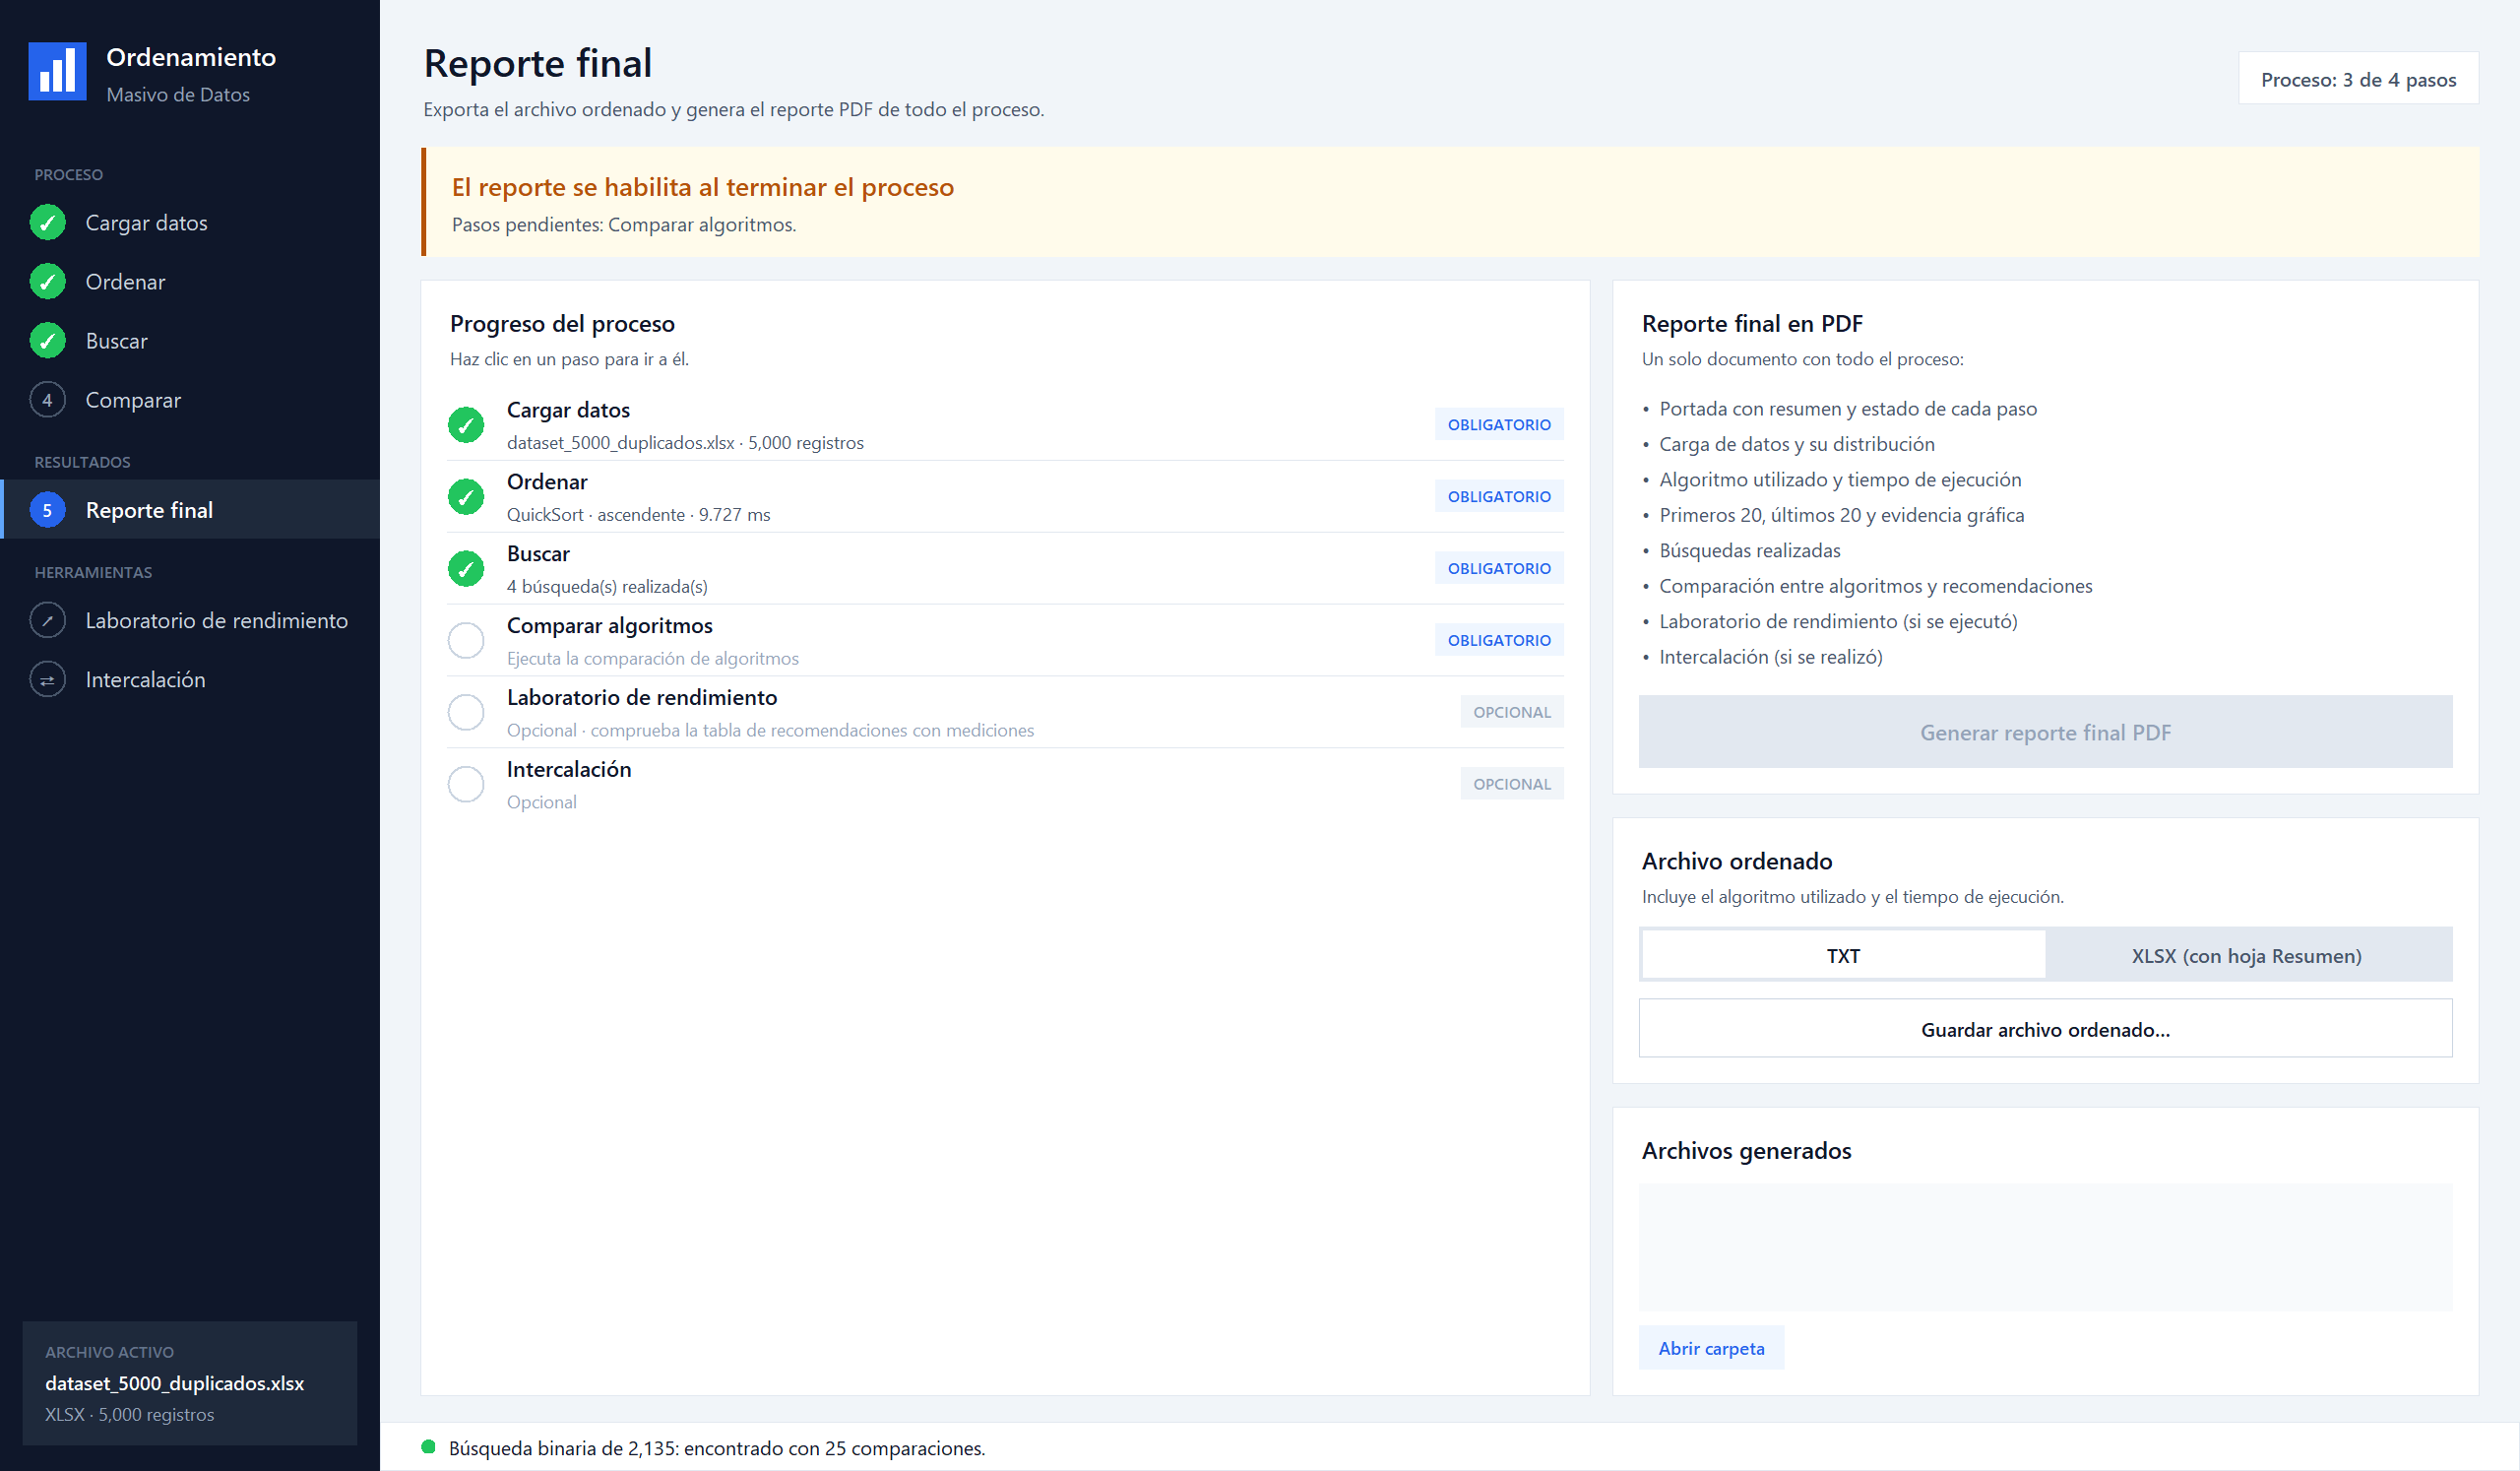 Ordenamiento
Masivo de Datos
PROCESO
✓ Cargar datos
✓ Ordenar
✓ Buscar
4 Comparar
RESULTADOS
5 Reporte final
HERRAMIENTAS
Laboratorio de rendimiento
Intercalación
ARCHIVO ACTIVO
dataset_5000_duplicados.xlsx
XLSX · 5,000 registros
Reporte final
Exporta el archivo ordenado y genera el reporte PDF de todo el proceso.
Proceso: 3 de 4 pasos
El reporte se habilita al terminar el proceso
Pasos pendientes: Comparar algoritmos.
Progreso del proceso
Haz clic en un paso para ir a él.
Cargar datos
dataset_5000_duplicados.xlsx · 5,000 registros
OBLIGATORIO
Ordenar
QuickSort · ascendente · 9.727 ms
OBLIGATORIO
Buscar
4 búsqueda(s) realizada(s)
OBLIGATORIO
Comparar algoritmos
Ejecuta la comparación de algoritmos
OBLIGATORIO
Laboratorio de rendimiento
Opcional · comprueba la tabla de recomendaciones con mediciones
OPCIONAL
Intercalación
Opcional
OPCIONAL
Reporte final en PDF
Un solo documento con todo el proceso:
• Portada con resumen y estado de cada paso
• Carga de datos y su distribución
• Algoritmo utilizado y tiempo de ejecución
• Primeros 20, últimos 20 y evidencia gráfica
• Búsquedas realizadas
• Comparación entre algoritmos y recomendaciones
• Laboratorio de rendimiento (si se ejecutó)
• Intercalación (si se realizó)
Generar reporte final PDF
Archivo ordenado
Incluye el algoritmo utilizado y el tiempo de ejecución.
TXT
XLSX (con hoja Resumen)
Guardar archivo ordenado...
Archivos generados
Abrir carpeta
Búsqueda binaria de 2,135: encontrado con 25 comparaciones.